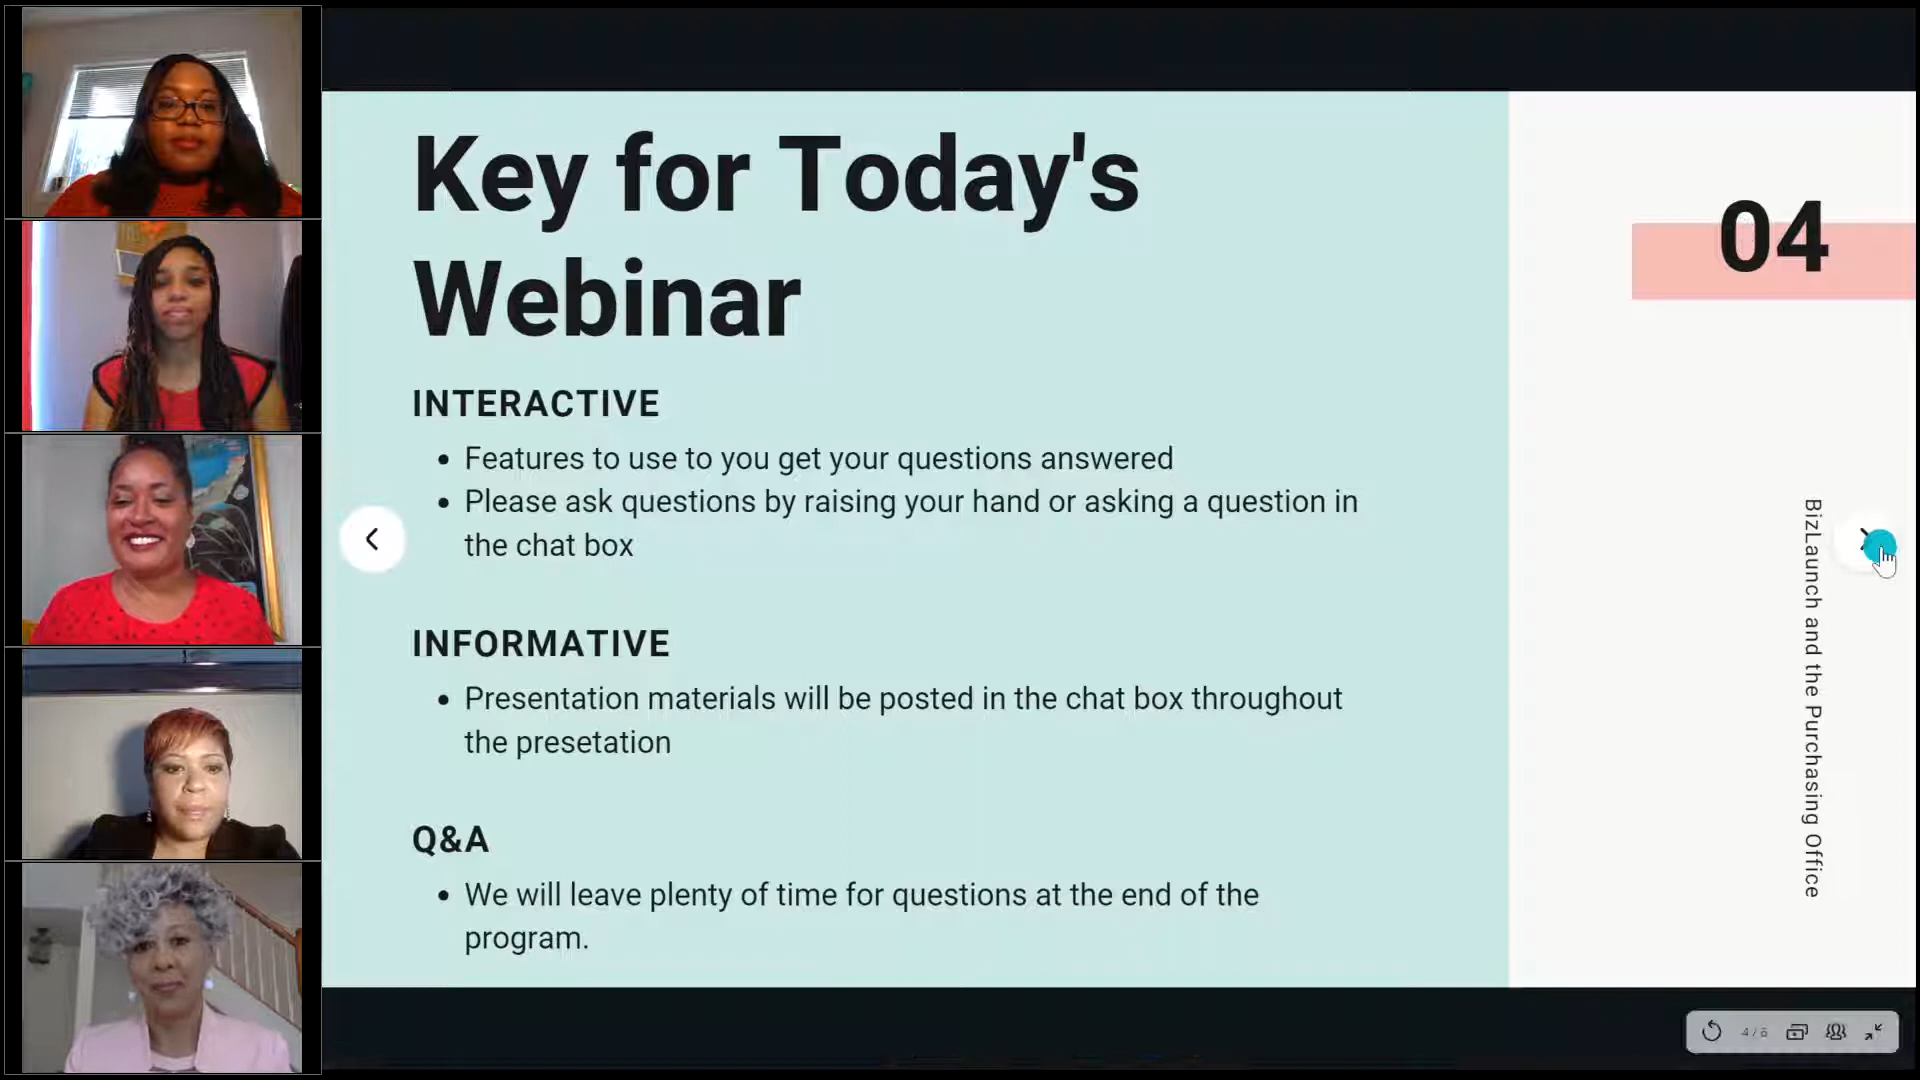 Key for Today's
Webinar
INTERACTIVE
• Features to use to you get your questions answered
• Please ask questions by raising your hand or asking a question in
the chat box
INFORMATIVE
• Presentation materials will be posted in the chat box throughout
the presetation
Q&A
• We will leave plenty of time for questions at the end of the
program.
04
BizLaunch and the Purchasing Office